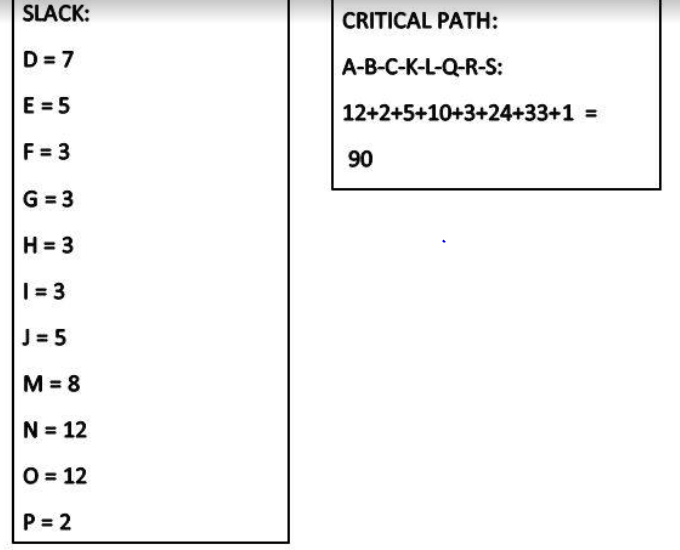 SLACK:
D = 7
E = 5
F = 3
G = 3
H = 3
I = 3
J = 5
M = 8
N = 12
O = 12
P = 2
CRITICAL PATH:
A-B-C-K-L-Q-R-S:
12+2+5+10+3+24+33+1 =
90